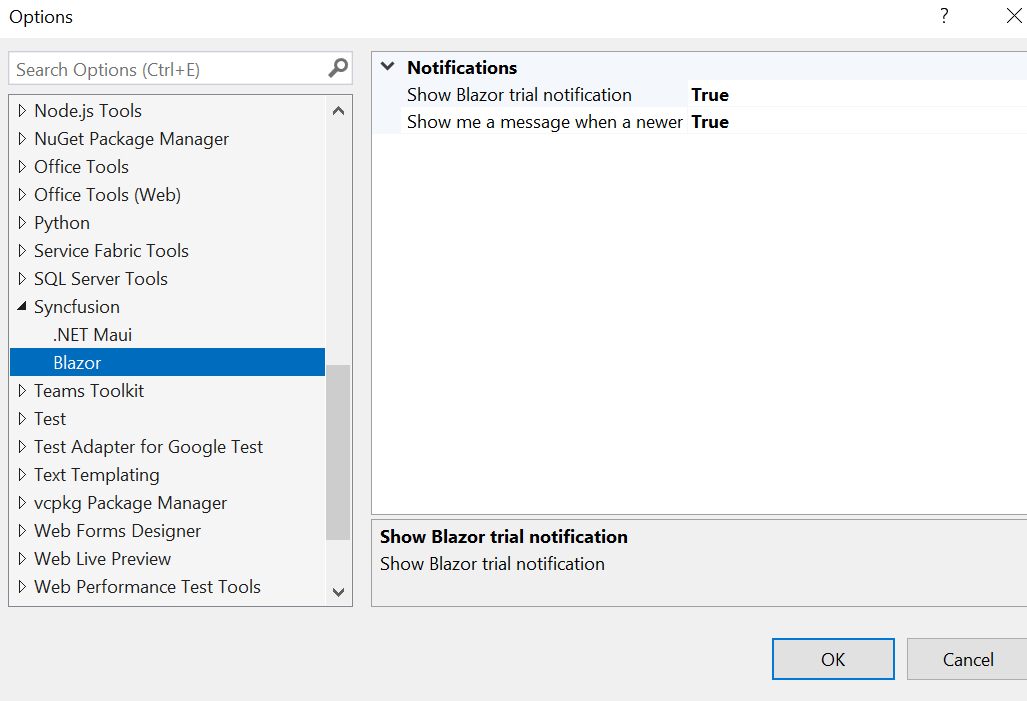 Options
?
Search Options (Ctrl+E)
Node.js Tools
NuGet Package Manager
Office Tools
Office Tools (Web)
Python
Service Fabric Tools
SQL Server Tools
Syncfusion
.NET Maui
Blazor
Teams Toolkit
Test
Test Adapter for Google Test
Text Templating
vcpkg Package Manager
Web Forms Designer
Web Live Preview
Web Performance Test Tools
Notifications
Show Blazor trial notification True
Show me a message when a newer True
Show Blazor trial notification
Show Blazor trial notification
OK
Cancel